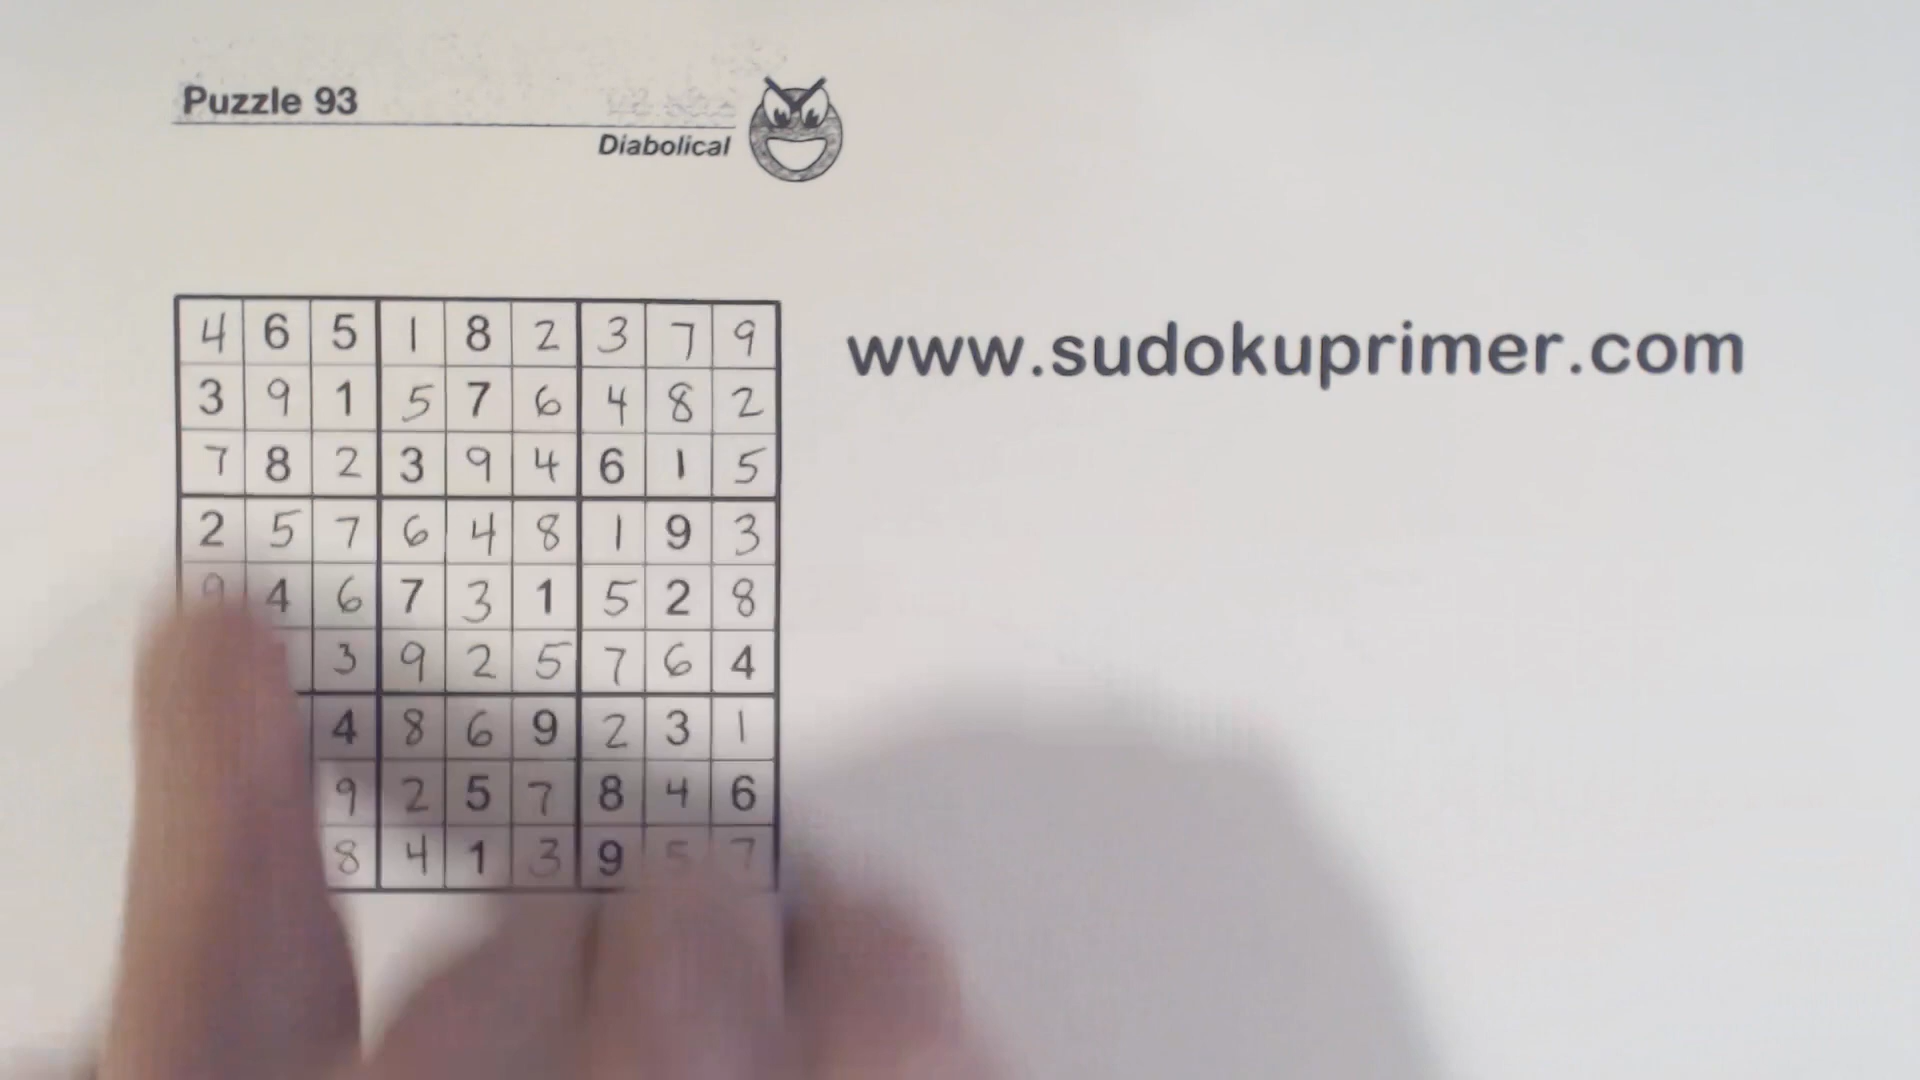 Puzzle 93
Diabolical
4 6 5 1 8 2 3 7 9
www.sudokuprimer.com
3 9 1 5 7 6 4 8 2
7 8 2 3 9 4 6 1 5
2 5 7 6 4 8 1 9 3
9 4 6 7 3 1 5 2 8
3 9 2 5 7 6 4
4 8 6 9 2 3 1
9 2 5 7 8 4 6
8 4 1 3 9 5 7